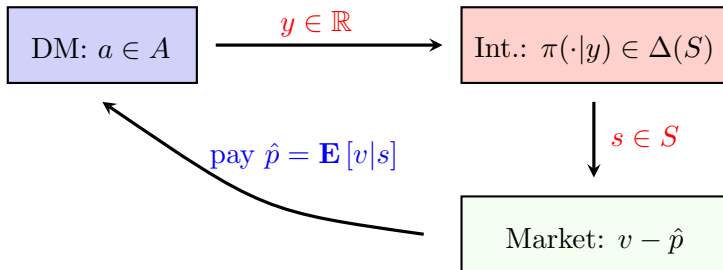 DM: a ∈ A
y ∈ ℝ
Int.: π(·|y) ∈ Δ(S)
pay p̂ = E [v|s]
s ∈ S
Market: v − p̂